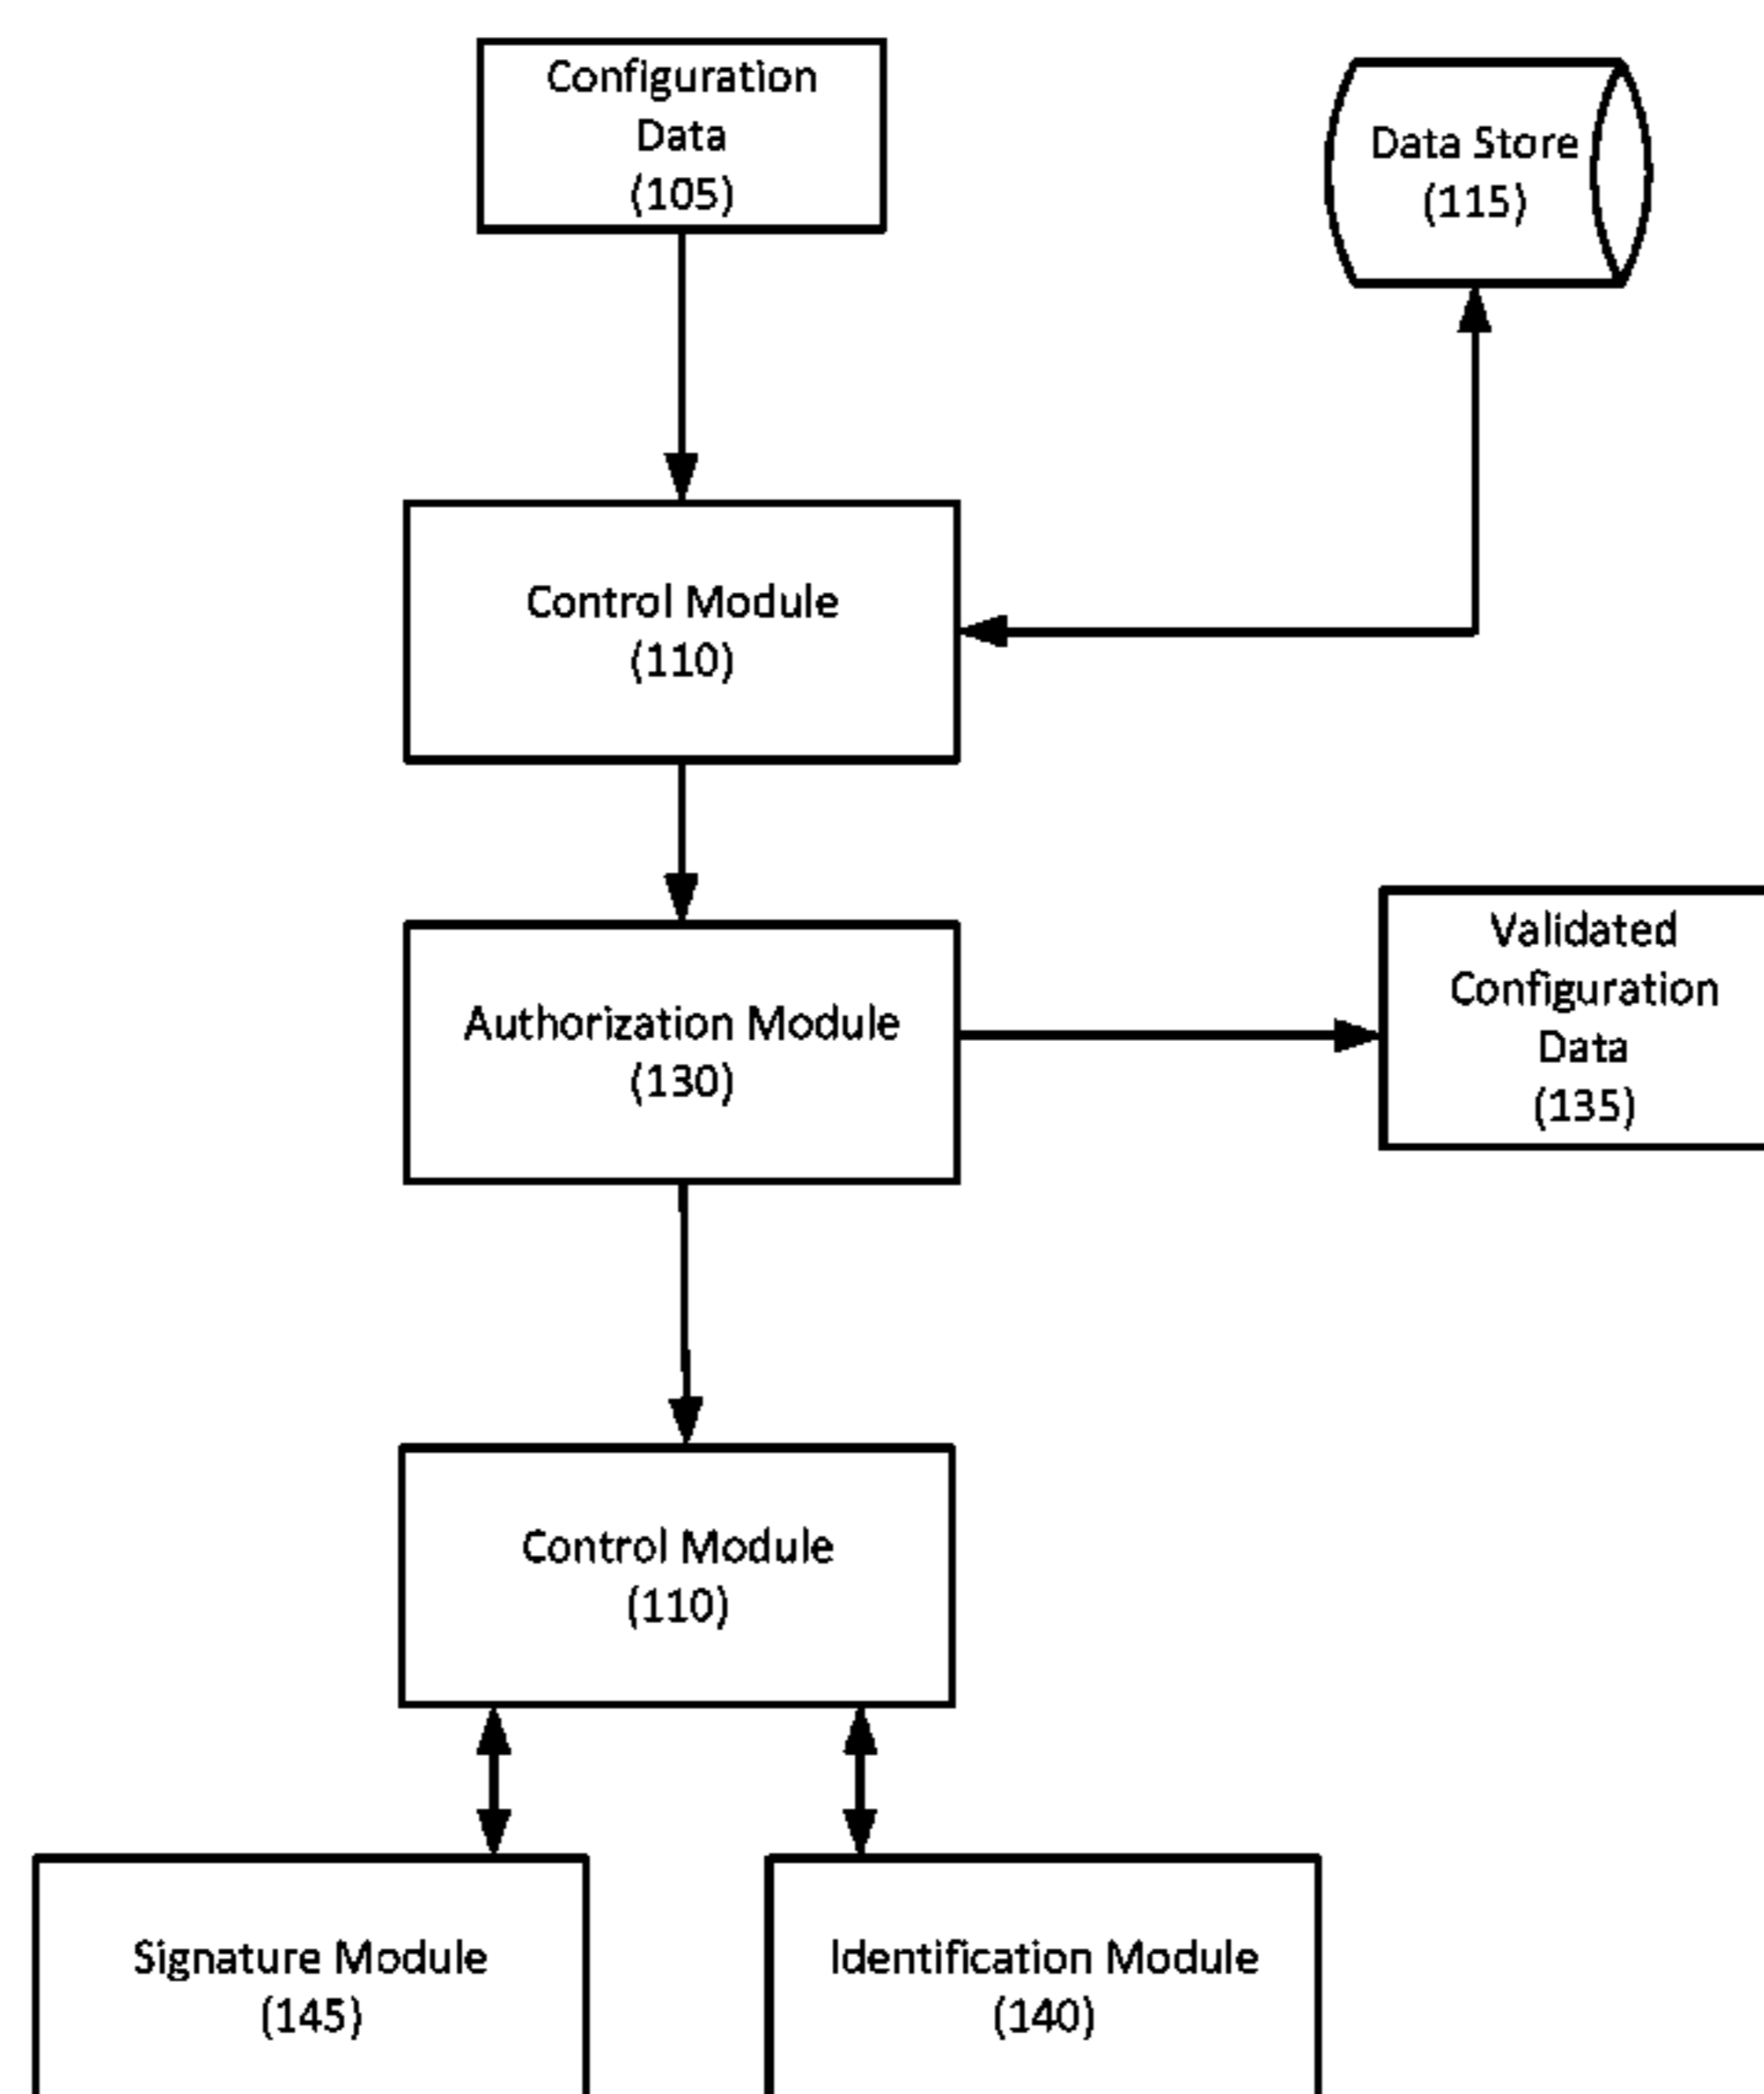 Configuration
Data
(105)
Data Store
(115)
Control Module
(110)
Authorization Module
(130)
Validated
Configuration
Data
(135)
Control Module
(110)
Signature Module
(145)
Identification Module
(140)